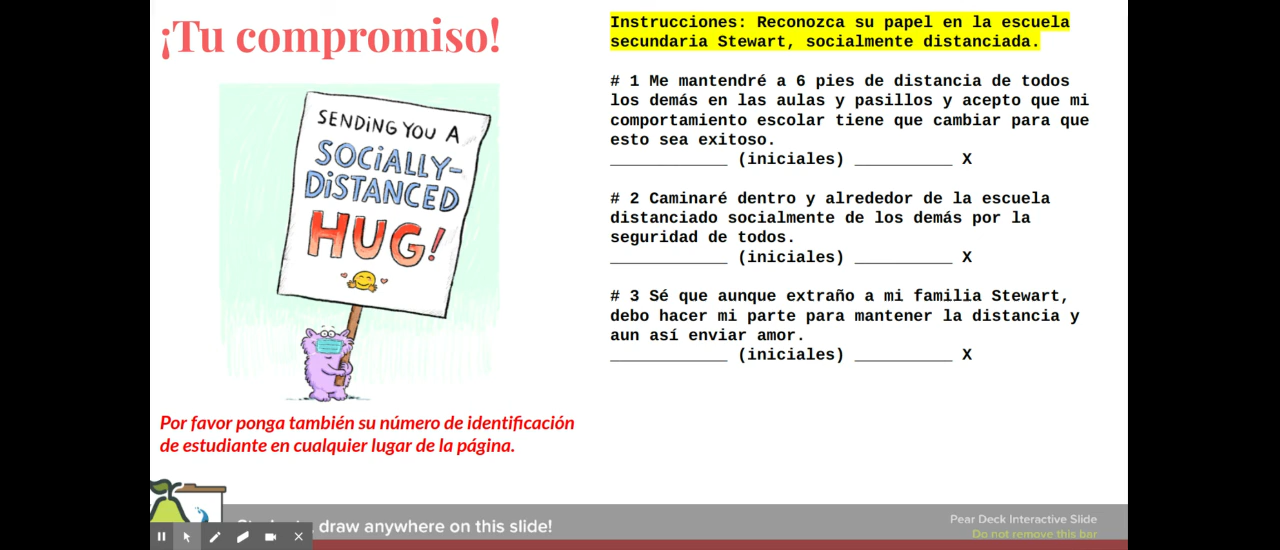 ¡Tu compromiso!
SENDING YOU A
SOCIALLY-
DISTANCED
HUG!
Por favor ponga también su número de identificación
de estudiante en cualquier lugar de la página.
Instrucciones: Reconozca su papel en la escuela
secundaria Stewart, socialmente distanciada.
# 1 Me mantendré a 6 pies de distancia de todos
los demás en las aulas y pasillos y acepto que mi
comportamiento escolar tiene que cambiar para que
esto sea exitoso.
____________ (iniciales) __________ X
# 2 Caminaré dentro y alrededor de la escuela
distanciado socialmente de los demás por la
seguridad de todos.
____________ (iniciales) __________ X
# 3 Sé que aunque extraño a mi familia Stewart,
debo hacer mi parte para mantener la distancia y
aun así enviar amor.
____________ (iniciales) __________ X
draw anywhere on this slide!
Pear Deck Interactive Slide
Do not remove this bar